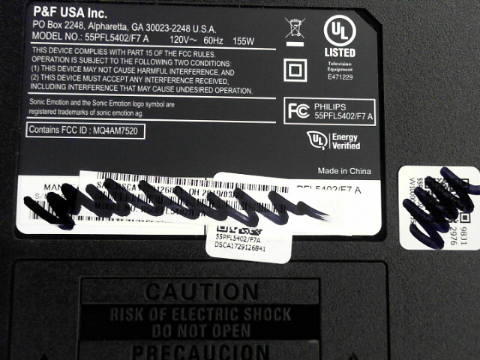 P&F USA Inc.
PO Box 2248, Alpharetta, GA 30023-2248 U.S.A.
MODEL NO.: 55PFL5402/F7 A 120V~ 60Hz 155W
THIS DEVICE COMPLIES WITH PART 15 OF THE FCC RULES.
OPERATION IS SUBJECT TO THE FOLLOWING TWO CONDITIONS:
(1) THIS DEVICE MAY NOT CAUSE HARMFUL INTERFERENCE, AND
(2) THIS DEVICE MUST ACCEPT ANY INTERFERENCE RECEIVED,
INCLUDING INTERFERENCE THAT MAY CAUSE UNDESIRED OPERATION.
Sonic Emotion and the Sonic Emotion logo symbol are
registered trademarks of sonic emotion ag.
Contains FCC ID : MQ4AM7520
UL
LISTED
Television
Equipment
E471229
FC PHILIPS
55PFL5402/F7 A
UL Energy
Verified
Made in China
55PFL5402/F7A
DSCA1729126841
9831
2976
CAUTION
RISK OF ELECTRIC SHOCK
DO NOT OPEN
PRECAUCION